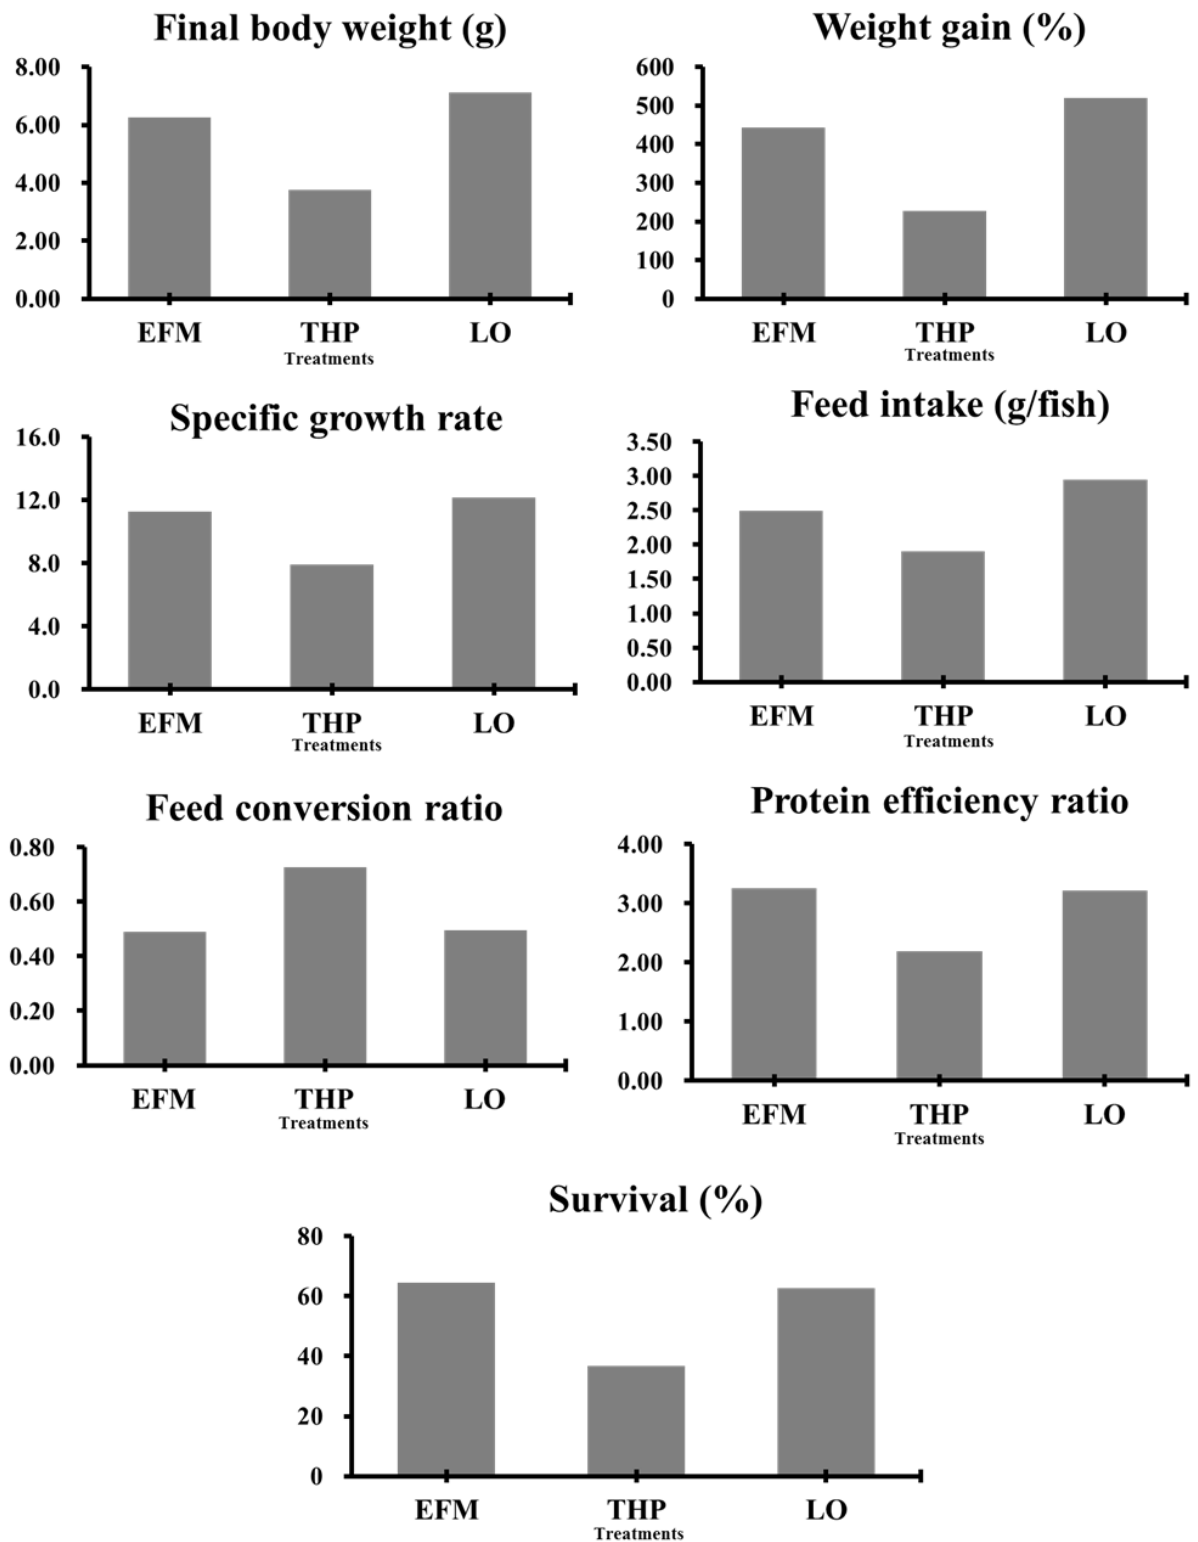 Final body weight (g)
8.00
6.00
4.00
2.00
0.00
EFM THP LO
Treatments
Weight gain (%)
600
500
400
300
200
100
0
EFM THP LO
Treatments
Specific growth rate
16.0
12.0
8.0
4.0
0.0
EFM THP LO
Treatments
Feed intake (g/fish)
3.50
3.00
2.50
2.00
1.50
1.00
0.50
0.00
EFM THP LO
Treatments
Feed conversion ratio
0.80
0.60
0.40
0.20
0.00
EFM THP LO
Treatments
Protein efficiency ratio
4.00
3.00
2.00
1.00
0.00
EFM THP LO
Treatments
Survival (%)
80
60
40
20
0
EFM THP LO
Treatments